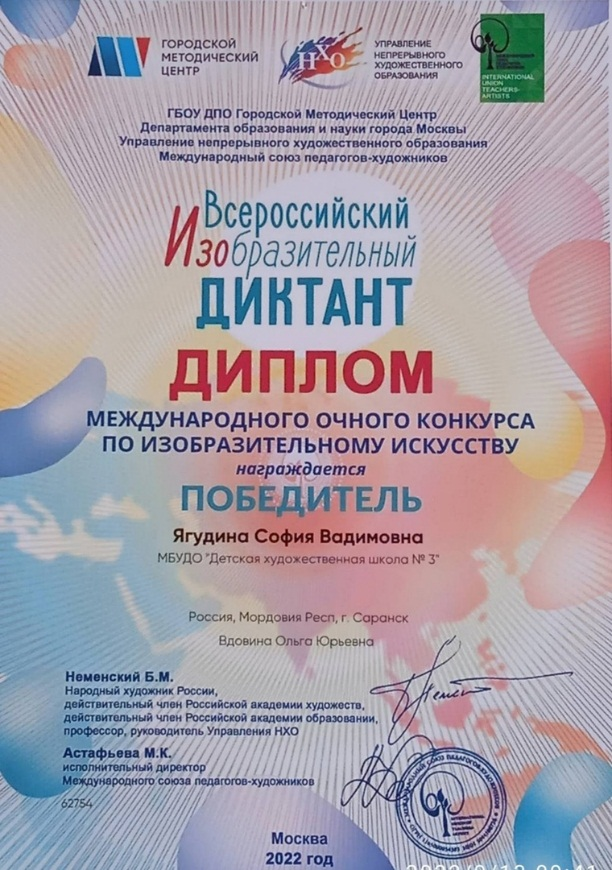 ГОРОДСКОЙ
МЕТОДИЧЕСКИЙ
ЦЕНТР
НХО
УПРАВЛЕНИЕ
НЕПРЕРЫВНОГО
ХУДОЖЕСТВЕННОГО
ОБРАЗОВАНИЯ
INTERNATIONAL
UNION
TEACHERS-
ARTISTS
ГБОУ ДПО Городской Методический Центр
Департамента образования и науки города Москвы
Управление непрерывного художественного образования
Международный союз педагогов-художников
Всероссийский
Изобразительный
ДИКТАНТ
ДИПЛОМ
МЕЖДУНАРОДНОГО ОЧНОГО КОНКУРСА
ПО ИЗОБРАЗИТЕЛЬНОМУ ИСКУССТВУ
награждается
ПОБЕДИТЕЛЬ
Ягудина София Вадимовна
МБУДО "Детская художественная школа № 3"
Россия, Мордовия Респ, г. Саранск
Вдовина Ольга Юрьевна
Неменский Б.М.
Народный художник России,
действительный член Российской академии художеств,
действительный член Российской академии образовании,
профессор, руководитель Управления НХО
Астафьева М.К.
исполнительный директор
Международного союза педагогов-художников
62754
Москва
2022 год